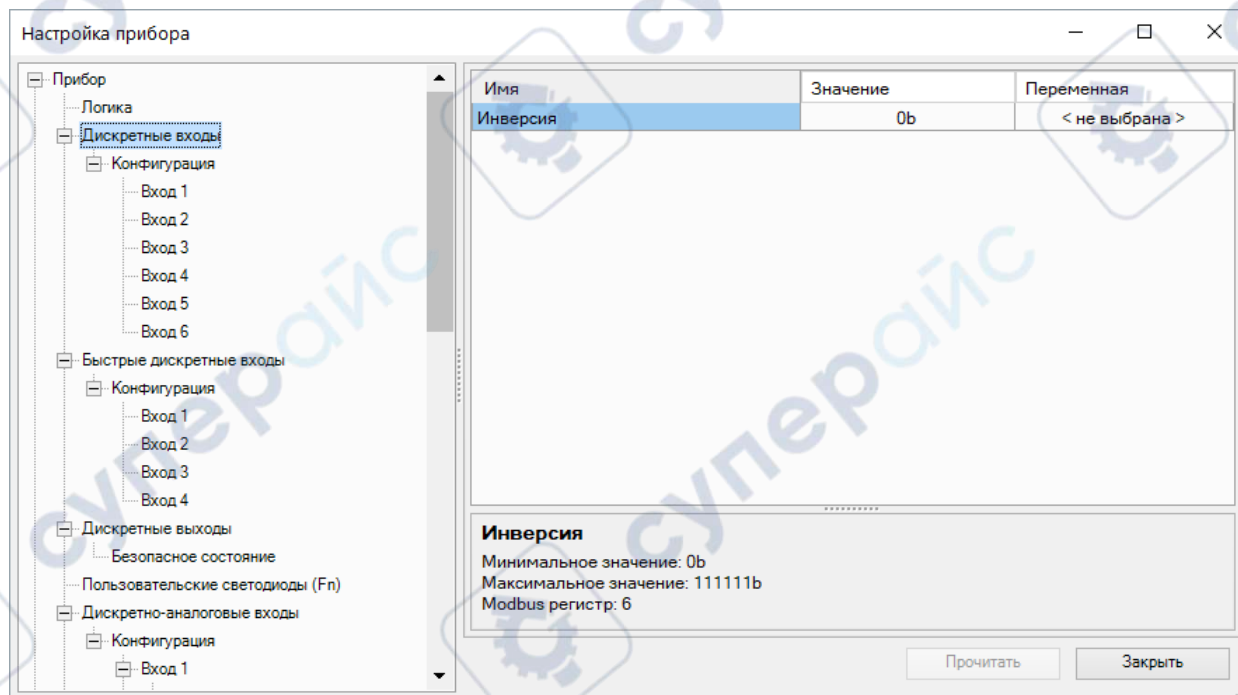 Настройка прибора
Прибор
Логика
Дискретные входы
Конфигурация
Вход 1
Вход 2
Вход 3
Вход 4
Вход 5
Вход 6
Быстрые дискретные входы
Конфигурация
Вход 1
Вход 2
Вход 3
Вход 4
Дискретные выходы
Безопасное состояние
Пользовательские светодиоды (Fn)
Дискретно-аналоговые входы
Конфигурация
Вход 1
Имя Значение Переменная
Инверсия 0b < не выбрана >
Инверсия
Минимальное значение: 0b
Максимальное значение: 111111b
Modbus регистр: 6
Прочитать Закрыть
суперайс
суперайс